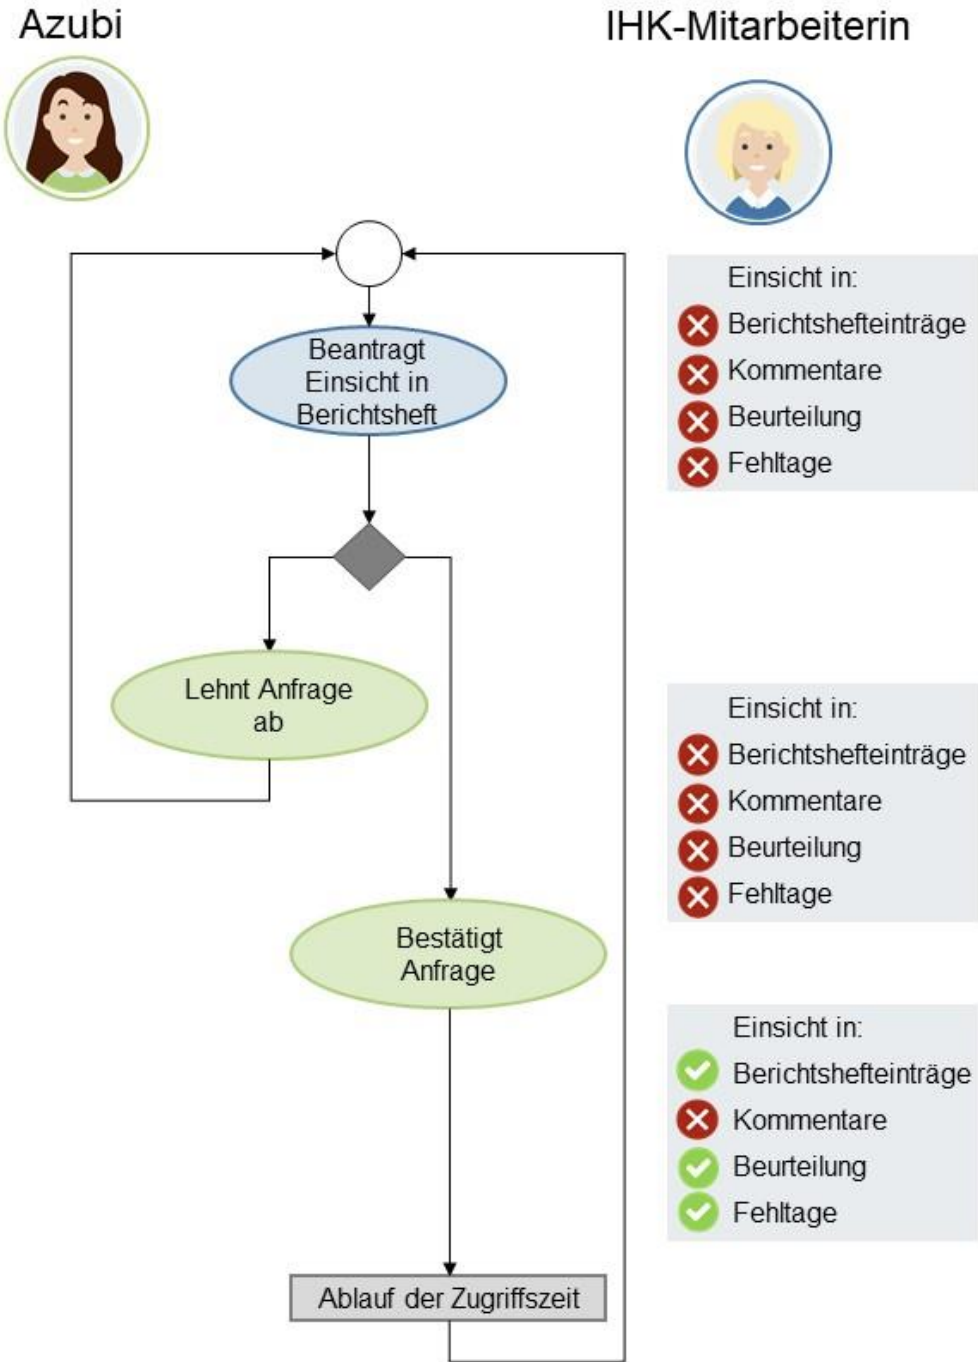 Azubi
IHK-Mitarbeiterin
Einsicht in:
Berichtshefteinträge
Kommentare
Beurteilung
Fehltage
Beantragt
Einsicht in
Berichtsheft
Lehnt Anfrage
ab
Einsicht in:
Berichtshefteinträge
Kommentare
Beurteilung
Fehltage
Bestätigt
Anfrage
Einsicht in:
Berichtshefteinträge
Kommentare
Beurteilung
Fehltage
Ablauf der Zugriffszeit